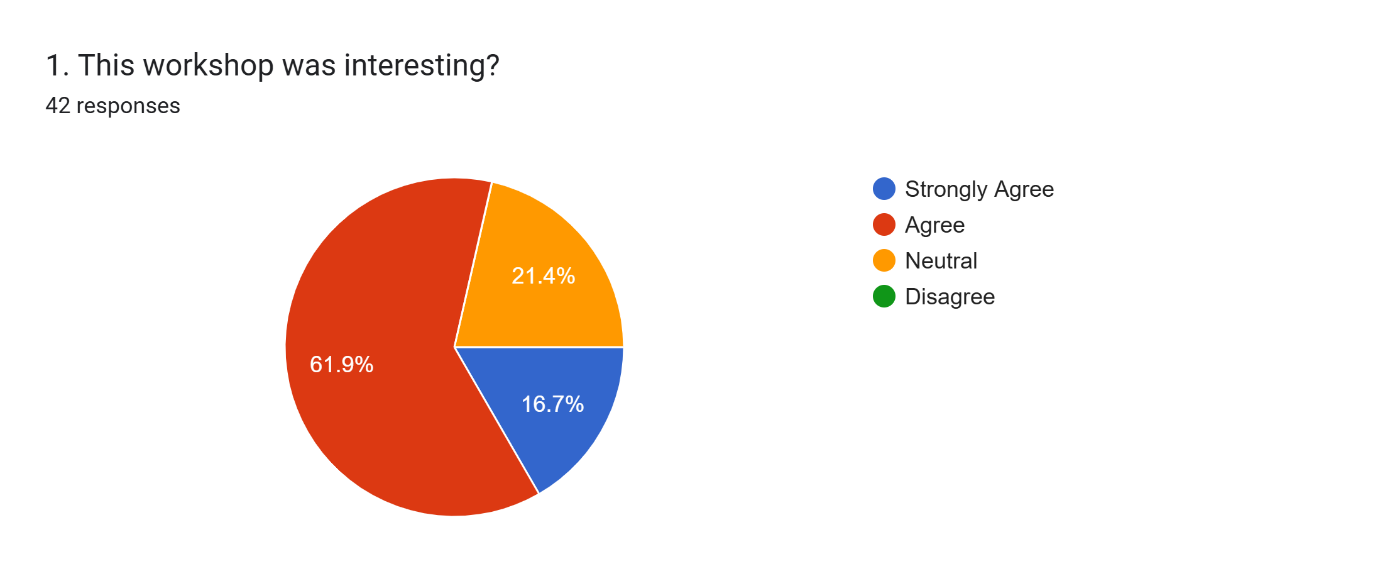 1. This workshop was interesting?
42 responses
21.4%
61.9%
16.7%
Strongly Agree
Agree
Neutral
Disagree